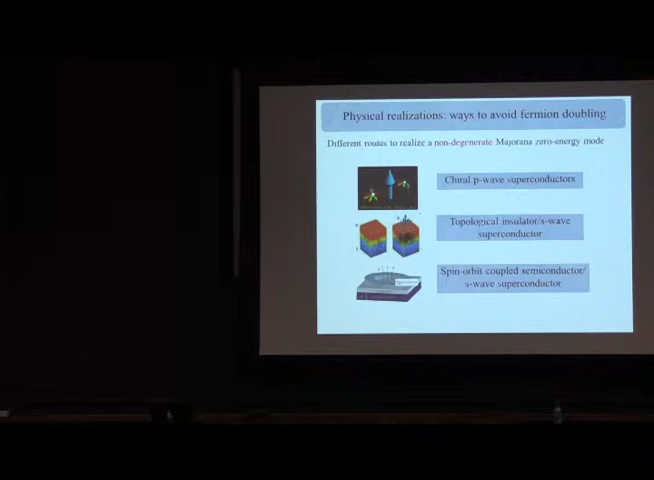 Physical realizations: ways to avoid fermion doubling
Different routes to realize a non-degenerate Majorana zero-energy mode
Chiral p-wave superconductors
Topological insulator/s-wave
superconductor
Spin-orbit coupled semiconductor/
s-wave superconductor